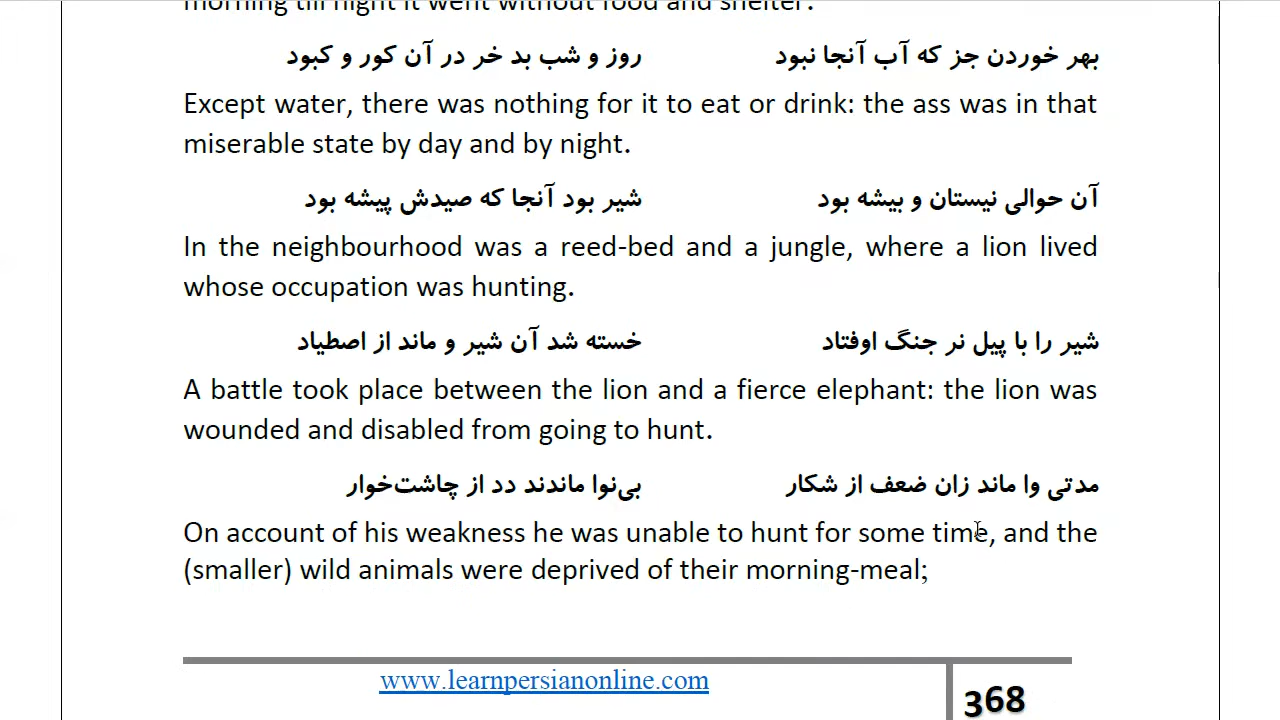 morning till night it went without food and shelter.
بهر خوردن جز که آب آنجا نبود روز و شب بد خر در آن کور و کبود
Except water, there was nothing for it to eat or drink: the ass was in that
miserable state by day and by night.
آن حوالی نیستان و بیشه بود شیر بود آنجا که صیدش پیشه بود
In the neighbourhood was a reed-bed and a jungle, where a lion lived
whose occupation was hunting.
شیر را با پیل نر جنگ اوفتاد خسته شد آن شیر و ماند از اصطیاد
A battle took place between the lion and a fierce elephant: the lion was
wounded and disabled from going to hunt.
مدتی وا ماند زان ضعف از شکار بی‌نوا ماندند دد از چاشت‌خوار
On account of his weakness he was unable to hunt for some time, and the
(smaller) wild animals were deprived of their morning-meal;
www.learnpersianonline.com
368